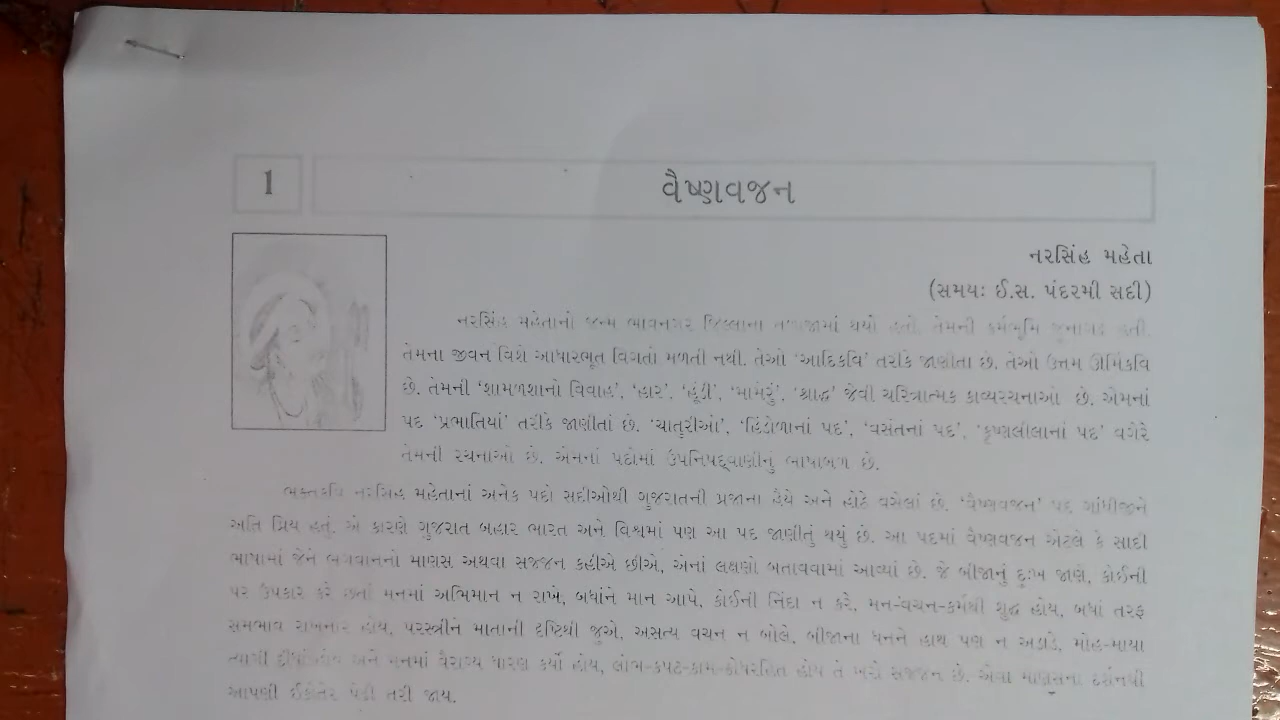 1
વૈષ્ણવજન
નરસિંહ મહેતા
(સમયઃ ઈ.સ. પંદરમી સદી)
નરસિંહ મહેતાનો જન્મ ભાવનગર જિલ્લાના તળાજામાં થયો હતો. તેમની કર્મભૂમિ જૂનાગઢ હતી.
તેમના જીવન વિશે આધારભૂત વિગતો મળતી નથી. તેઓ ‘આદિકવિ’ તરીકે જાણીતા છે. તેઓ ઉત્તમ ઊર્મિકવિ
છે. તેમની ‘શામળશાનો વિવાહ’, ‘હાર’, ‘હૂંડી’, ‘મામેરું’, ‘શ્રાદ્ધ’ જેવી ચરિત્રાત્મક કાવ્યરચનાઓ છે. એમનાં
પદ ‘પ્રભાતિયાં’ તરીકે જાણીતાં છે. ‘ચાતુરીઓ’, ‘હિંડોળાનાં પદ’, ‘વસંતનાં પદ’, ‘કૃષ્ણલીલાનાં પદ’ વગેરે
તેમની રચનાઓ છે. એમનાં પદોમાં ઉપનિષદ્વાણીનું ભાષાબળ છે.
ભક્તકવિ નરસિંહ મહેતાનાં અનેક પદો સદીઓથી ગુજરાતની પ્રજાના હૈયે અને હોઠે વસેલાં છે. ‘વૈષ્ણવજન’ પદ ગાંધીજીને
અતિ પ્રિય હતું. એ કારણે ગુજરાત બહાર ભારત અને વિશ્વમાં પણ આ પદ જાણીતું થયું છે. આ પદમાં વૈષ્ણવજન એટલે કે સાદી
ભાષામાં જેને ભગવાનનો માણસ અથવા સજ્જન કહીએ છીએ, એનાં લક્ષણો બતાવવામાં આવ્યાં છે. જે બીજાનું દુઃખ જાણે, કોઈની
પર ઉપકાર કરે છતાં મનમાં અભિમાન ન રાખે, બધાંને માન આપે, કોઈની નિંદા ન કરે, મન-વચન-કર્મથી શુદ્ધ હોય, બધાં તરફ
સમભાવ રાખનાર હોય, પરસ્ત્રીને માતાની દૃષ્ટિથી જુએ, અસત્ય વચન ન બોલે, બીજાના ધનને હાથ પણ ન અડાડે, મોહ-માયા
ત્યાગી દીધાં હોય અને મનમાં વૈરાગ્ય ધારણ કર્યો હોય, લોભ-કપટ-કામ-ક્રોધરહિત હોય તે ખરો સજ્જન છે. એવા માણસના દર્શનથી
આપણી ઈકોતેર પેઢી તરી જાય.